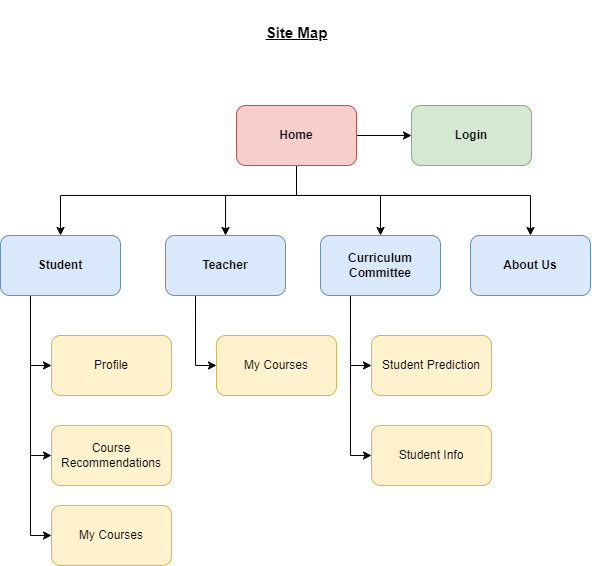 Site Map
Home
Login
Student
Teacher
Curriculum
Committee
About Us
Profile
My Courses
Student Prediction
Course
Recommendations
Student Info
My Courses